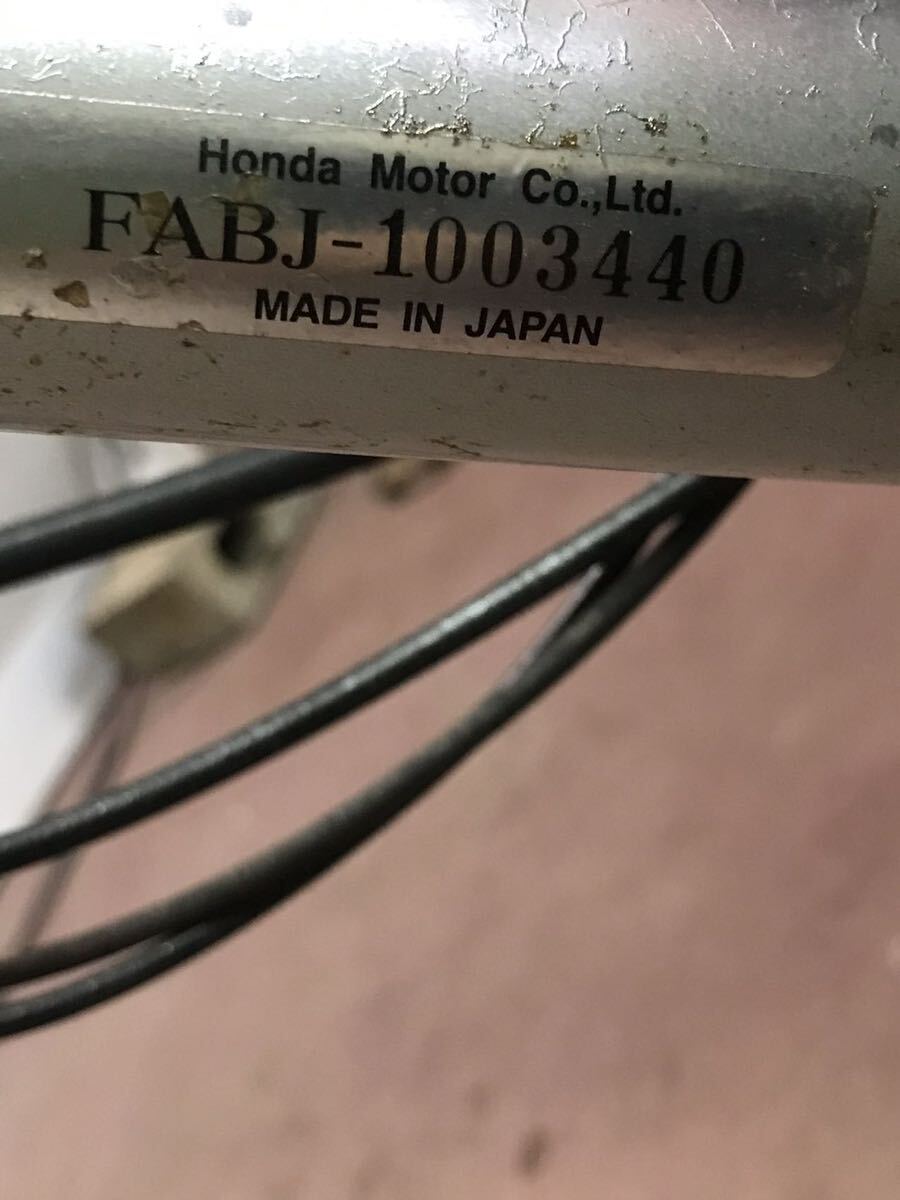 Honda Motor Co.,Ltd.
FABJ-1003440
MADE IN JAPAN